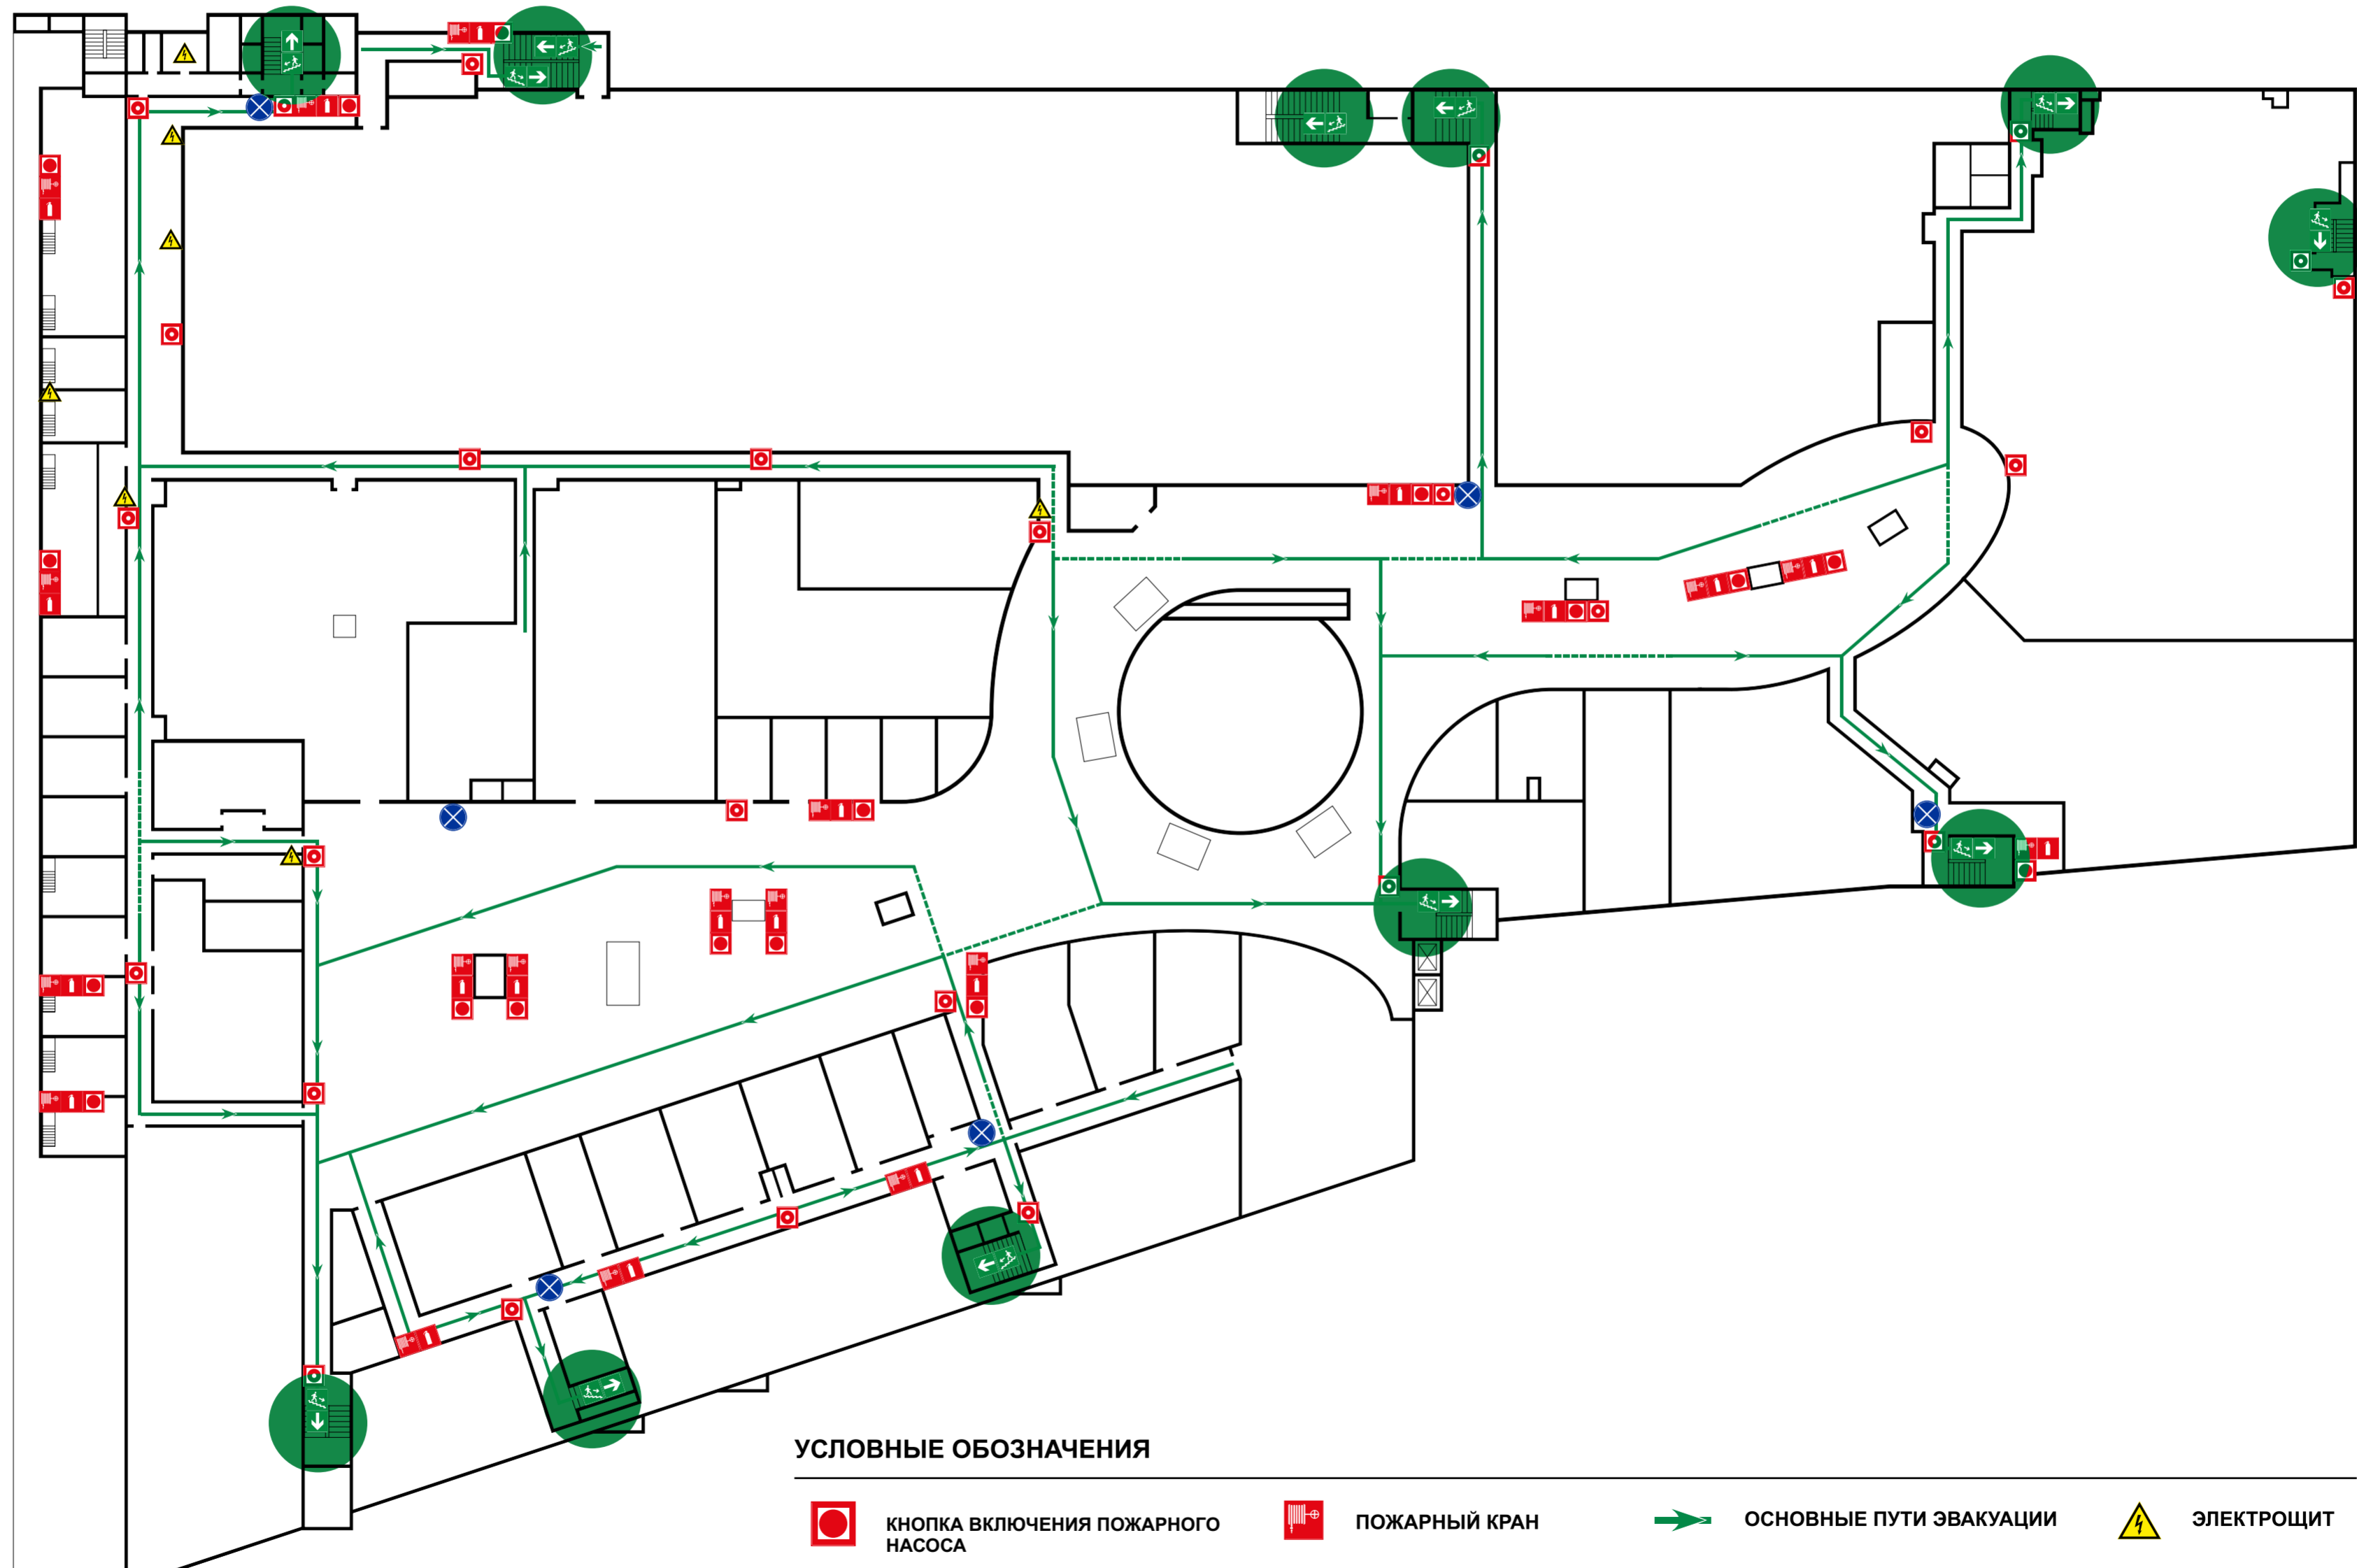 УСЛОВНЫЕ ОБОЗНАЧЕНИЯ
КНОПКА ВКЛЮЧЕНИЯ ПОЖАРНОГО
НАСОСА
ПОЖАРНЫЙ КРАН
ОСНОВНЫЕ ПУТИ ЭВАКУАЦИИ
ЭЛЕКТРОЩИТ